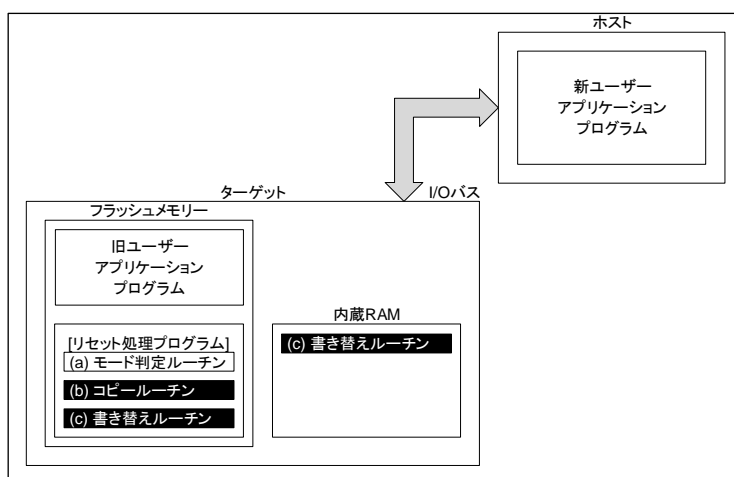 ホスト
新ユーザー
アプリケーション
プログラム
ターゲット
I/Oバス
フラッシュメモリー
旧ユーザー
アプリケーション
プログラム
[リセット処理プログラム]
(a) モード判定ルーチン
(b) コピールーチン
(c) 書き替えルーチン
内蔵RAM
(c) 書き替えルーチン